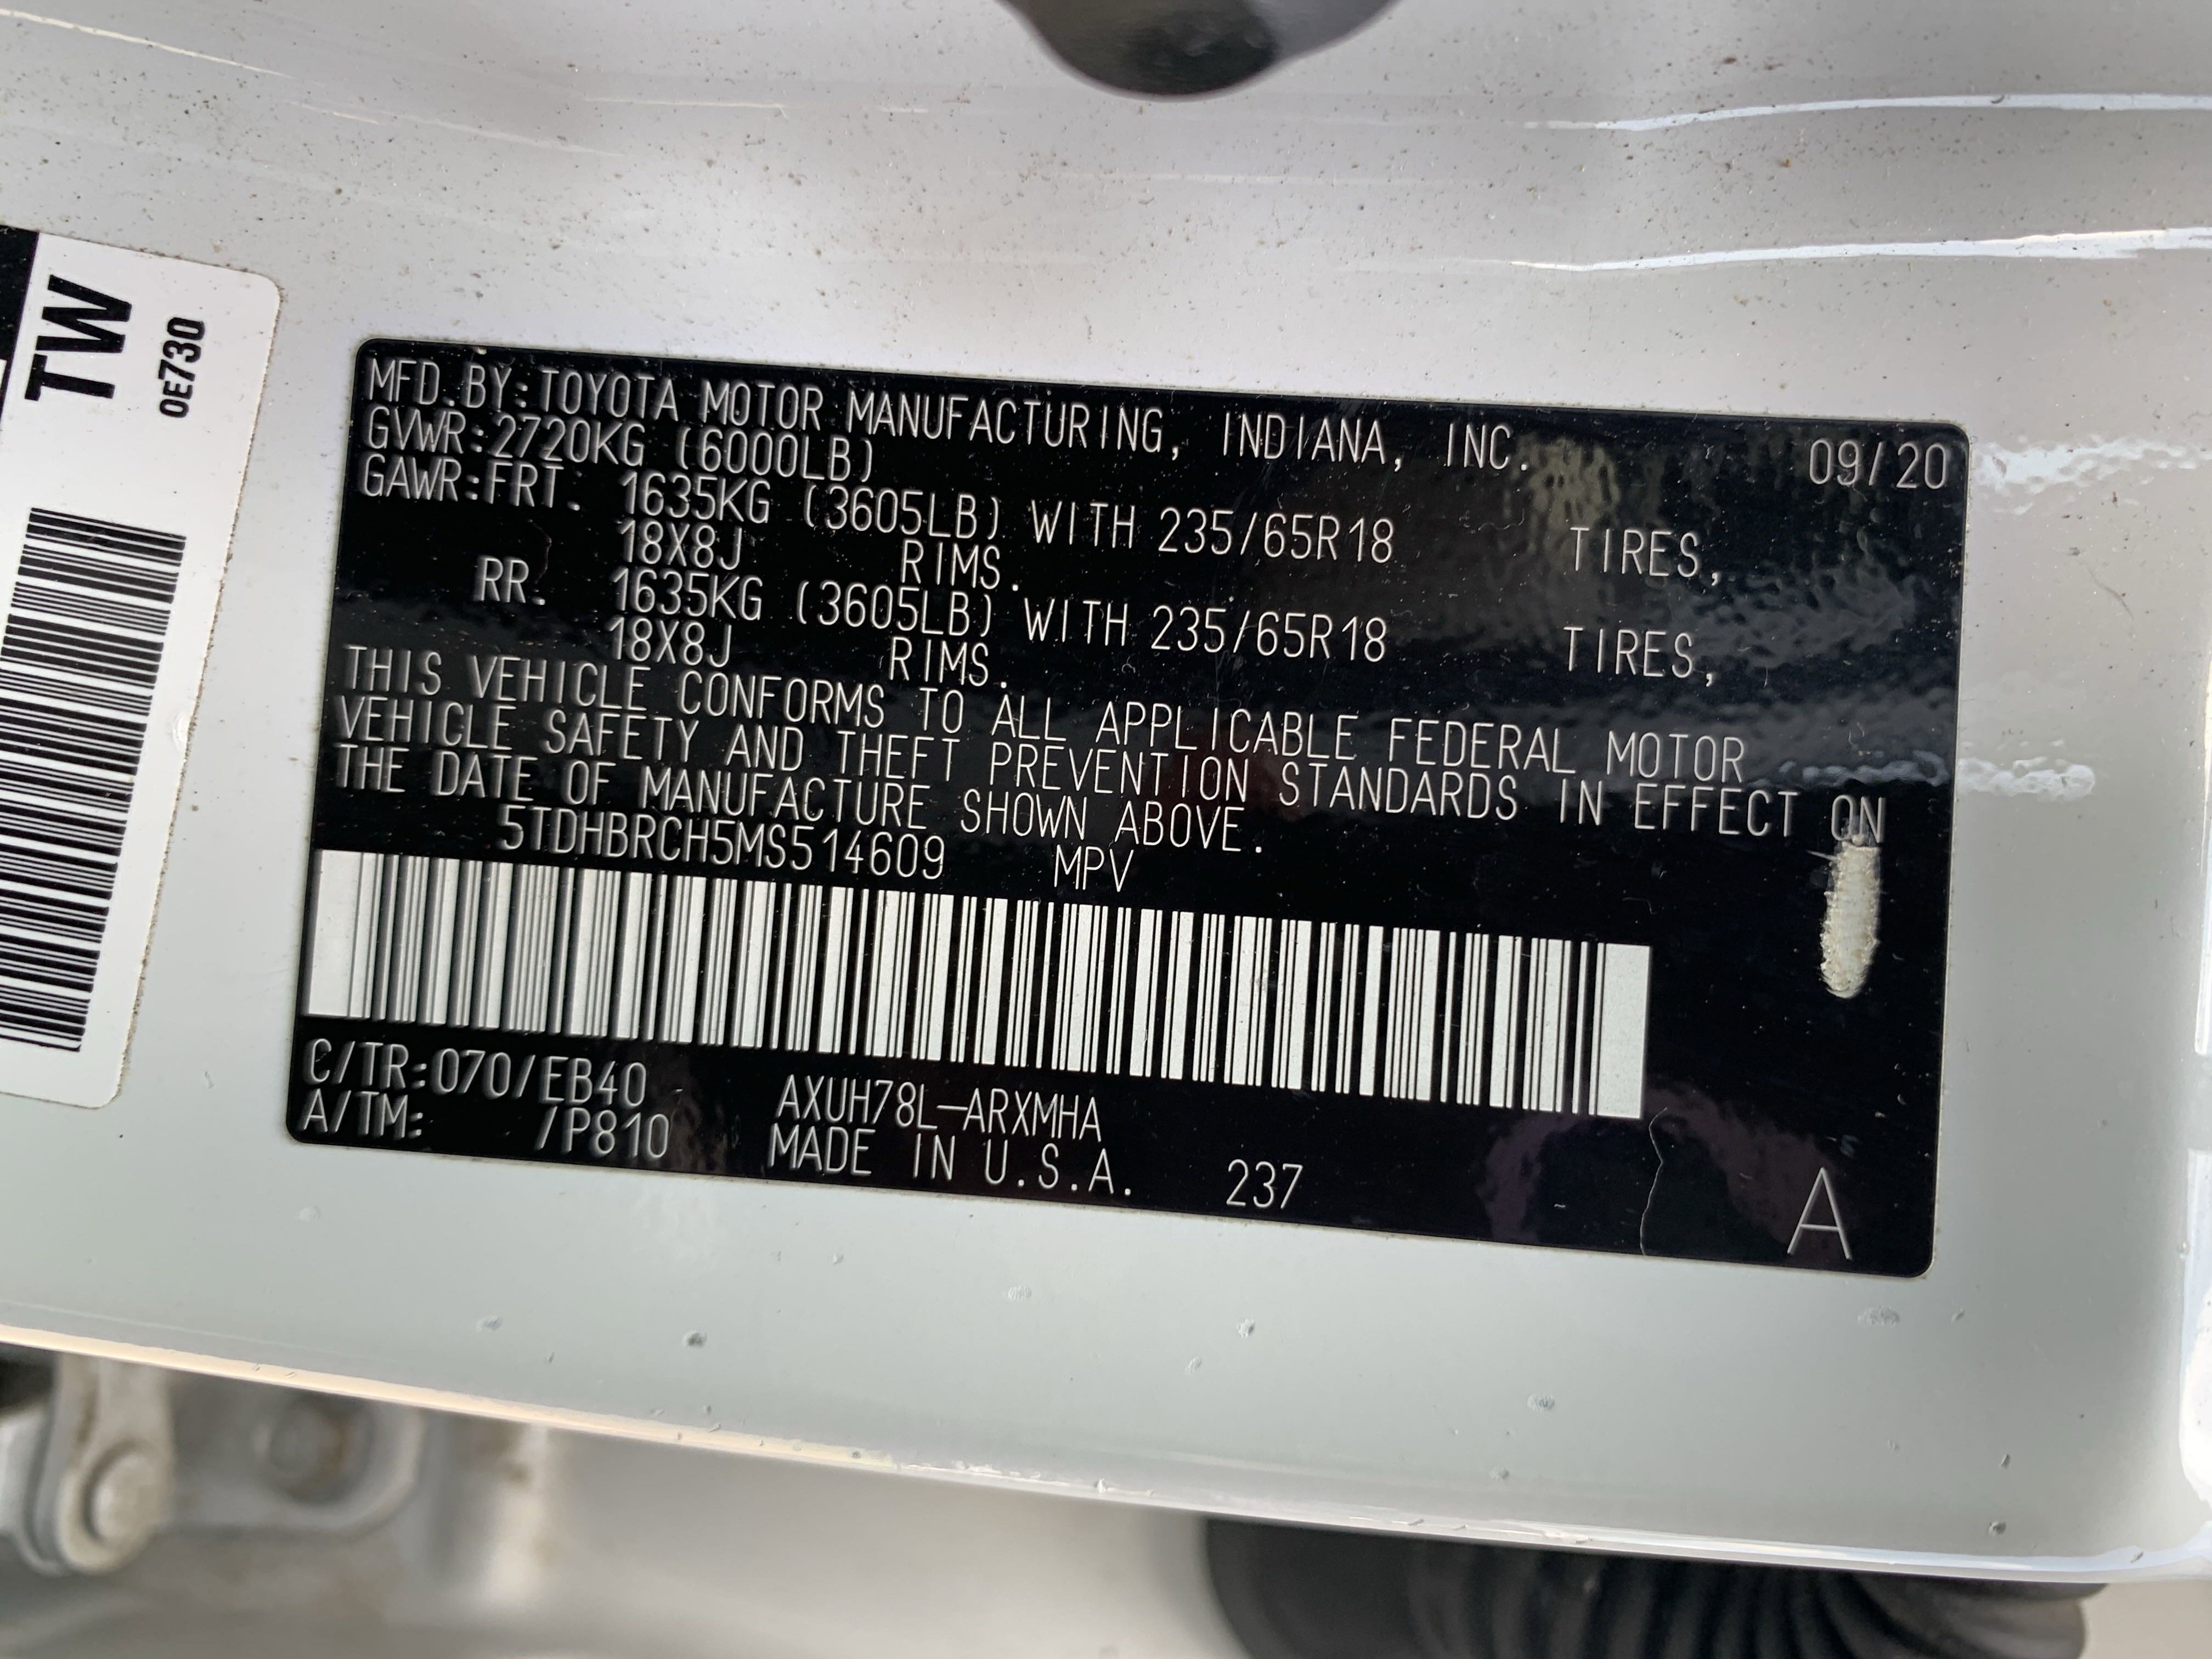 TW
OE730
MFD.BY:TOYOTA MOTOR MANUFACTURING, INDIANA, INC. 09/20
GVWR:2720KG (6000LB)
GAWR:FRT. 1635KG (3605LB) WITH 235/65R18 TIRES,
18X8J RIMS.
RR. 1635KG (3605LB) WITH 235/65R18 TIRES,
18X8J RIMS.
THIS VEHICLE CONFORMS TO ALL APPLICABLE FEDERAL MOTOR
VEHICLE SAFETY AND THEFT PREVENTION STANDARDS IN EFFECT ON
THE DATE OF MANUFACTURE SHOWN ABOVE.
5TDHBRCH5MS514609 MPV
C/TR:070/EB40 AXUH78L-ARXMHA
A/TM: /P810 MADE IN U.S.A. 237
A